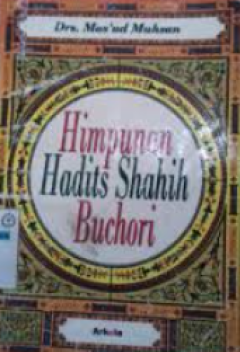 Drs. Mas'ud Muhsan
Himpunan
Hadits Shahih
Buchori
Arkola